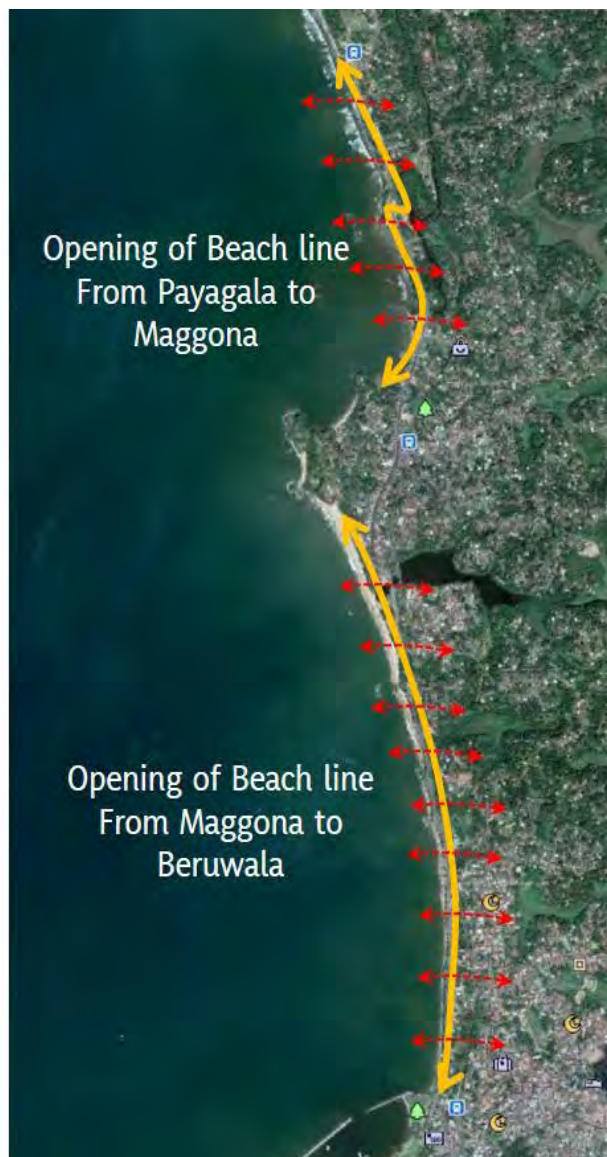 Opening of Beach line
From Payagala to
Maggona
Opening of Beach line
From Maggona to
Beruwala